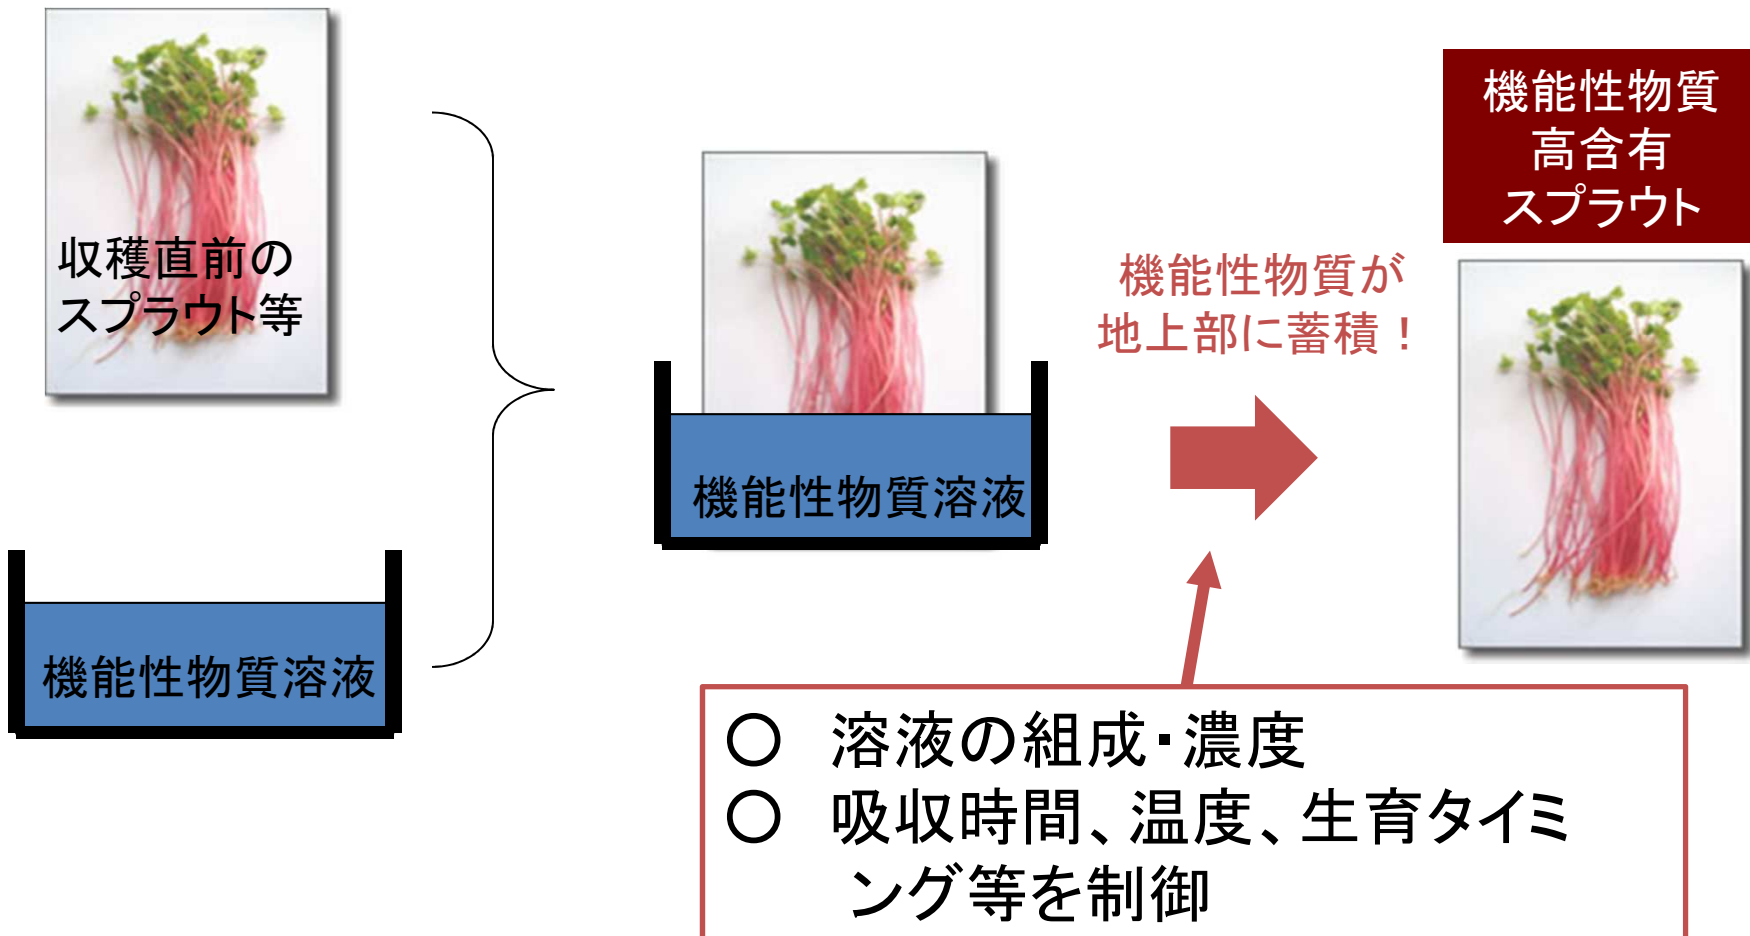 収穫直前の
スプラウト等
機能性物質溶液
機能性物質溶液
機能性物質が
地上部に蓄積！
機能性物質
高含有
スプラウト
○ 溶液の組成・濃度
○ 吸収時間、温度、生育タイミ
ング等を制御